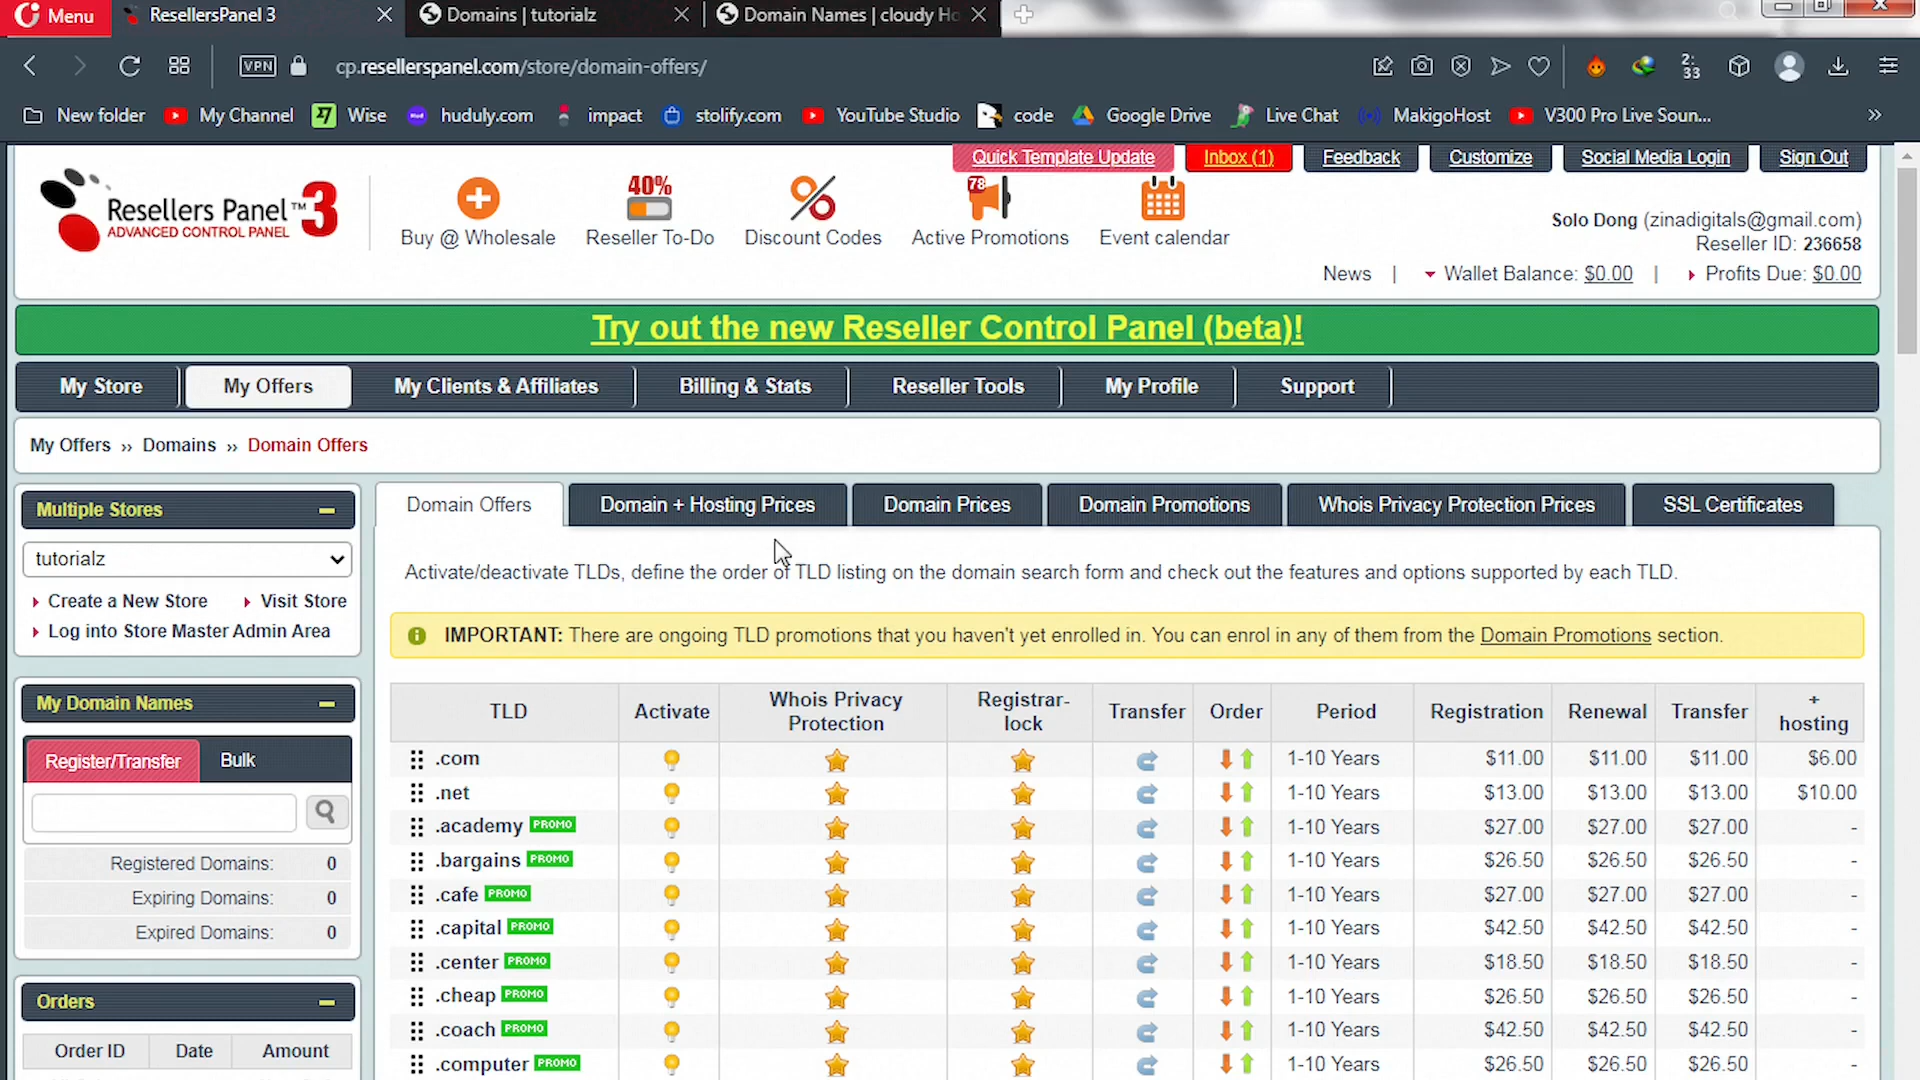 Menu
ResellersPanel 3
Domains | tutorialz
Domain Names | cloudy Ho
VPN
cp.resellerspanel.com/store/domain-offers/
2:
33
New folder
My Channel
Wise
huduly.com
impact
stolify.com
YouTube Studio
code
Google Drive
Live Chat
MakigoHost
V300 Pro Live Soun...
Quick Template Update
Inbox (1)
Feedback
Customize
Social Media Login
Sign Out
Resellers Panel™3
ADVANCED CONTROL PANEL
Buy @ Wholesale
40%
Reseller To-Do
Discount Codes
78
Active Promotions
Event calendar
Solo Dong (zinadigitals@gmail.com)
Reseller ID: 236658
News | Wallet Balance: $0.00 | Profits Due: $0.00
Try out the new Reseller Control Panel (beta)!
My Store
My Offers
My Clients & Affiliates
Billing & Stats
Reseller Tools
My Profile
Support
My Offers ›› Domains ›› Domain Offers
Multiple Stores
tutorialz
Create a New Store
Visit Store
Log into Store Master Admin Area
My Domain Names
Register/Transfer
Bulk
Registered Domains: 0
Expiring Domains: 0
Expired Domains: 0
Orders
Order ID Date Amount
Domain Offers
Domain + Hosting Prices
Domain Prices
Domain Promotions
Whois Privacy Protection Prices
SSL Certificates
Activate/deactivate TLDs, define the order of TLD listing on the domain search form and check out the features and options supported by each TLD.
IMPORTANT: There are ongoing TLD promotions that you haven't yet enrolled in. You can enrol in any of them from the Domain Promotions section.
TLD Activate Whois Privacy Protection Registrar-lock Transfer Order Period Registration Renewal Transfer + hosting
.com 1-10 Years $11.00 $11.00 $11.00 $6.00
.net 1-10 Years $13.00 $13.00 $13.00 $10.00
.academy PROMO 1-10 Years $27.00 $27.00 $27.00 -
.bargains PROMO 1-10 Years $26.50 $26.50 $26.50 -
.cafe PROMO 1-10 Years $27.00 $27.00 $27.00 -
.capital PROMO 1-10 Years $42.50 $42.50 $42.50 -
.center PROMO 1-10 Years $18.50 $18.50 $18.50 -
.cheap PROMO 1-10 Years $26.50 $26.50 $26.50 -
.coach PROMO 1-10 Years $42.50 $42.50 $42.50 -
.computer PROMO 1-10 Years $26.50 $26.50 $26.50 -